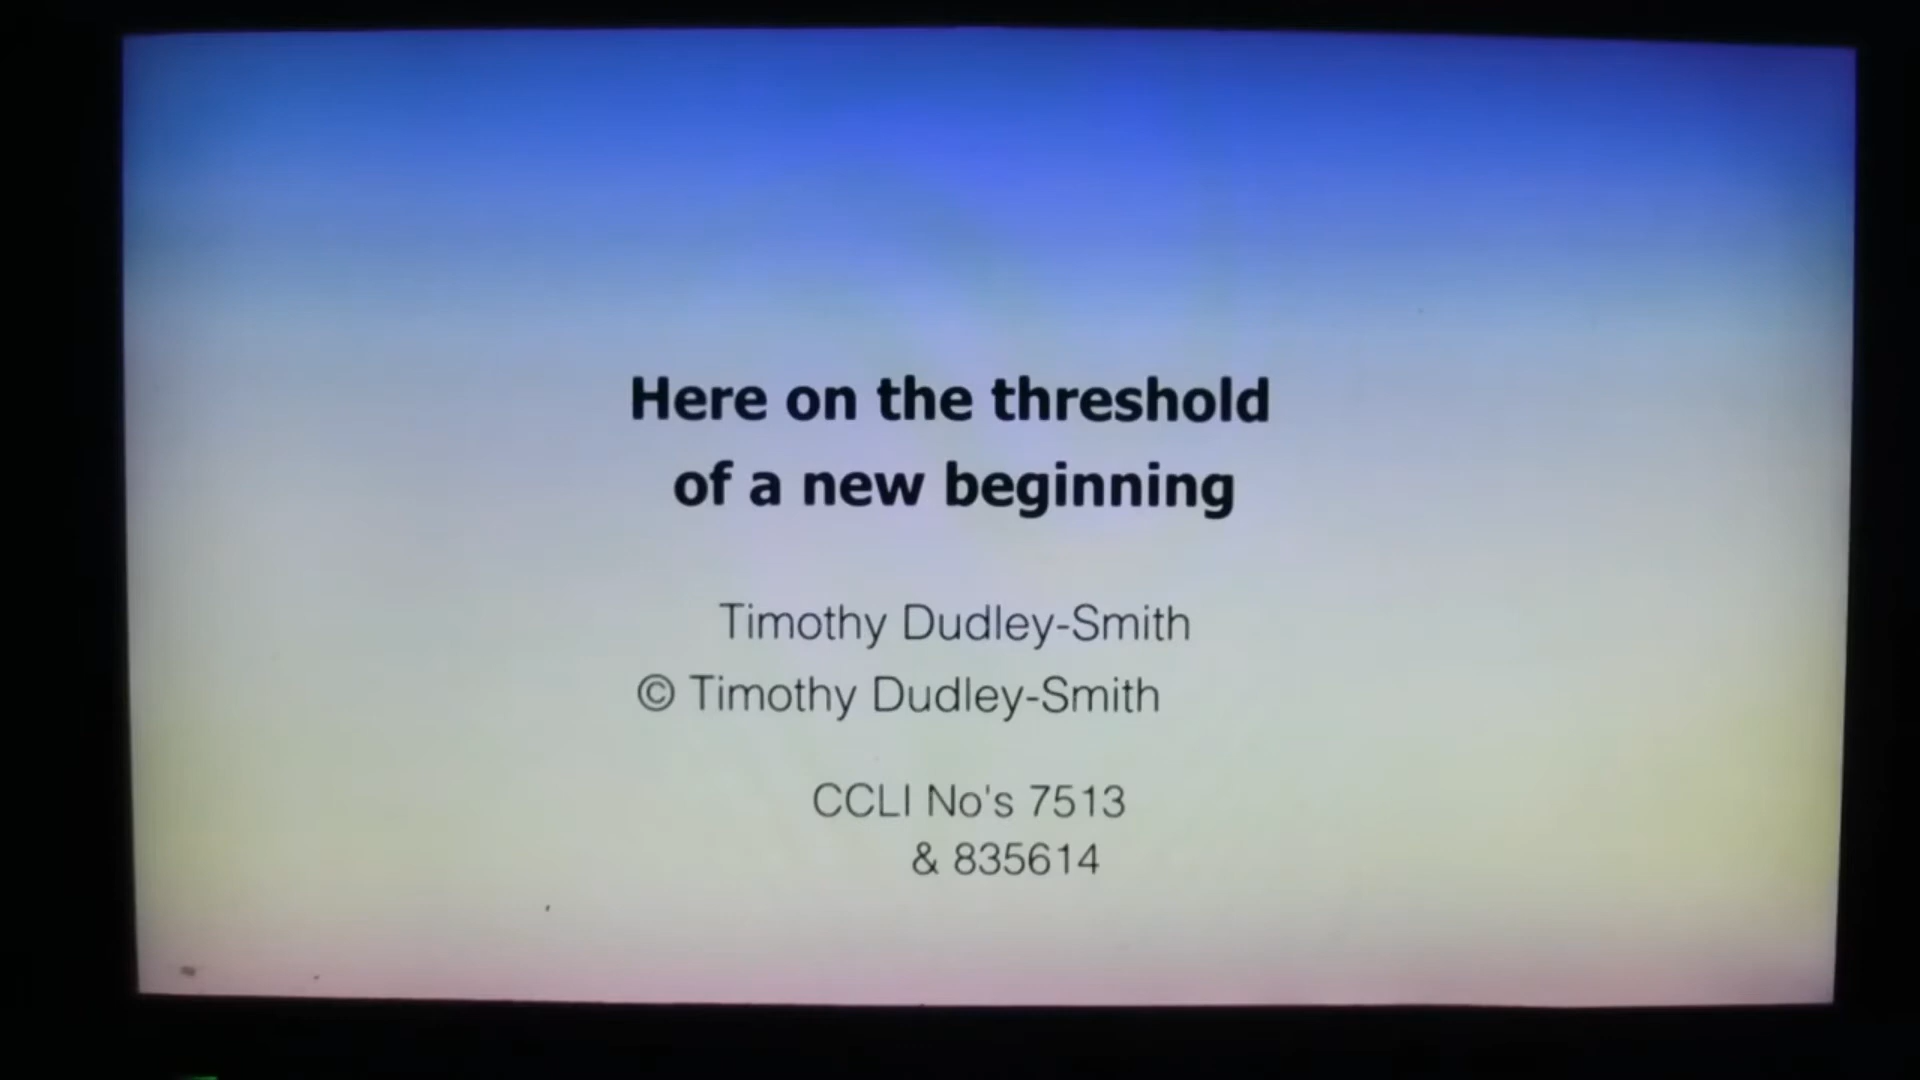 Here on the threshold
of a new beginning
Timothy Dudley-Smith
© Timothy Dudley-Smith
CCLI No's 7513
& 835614